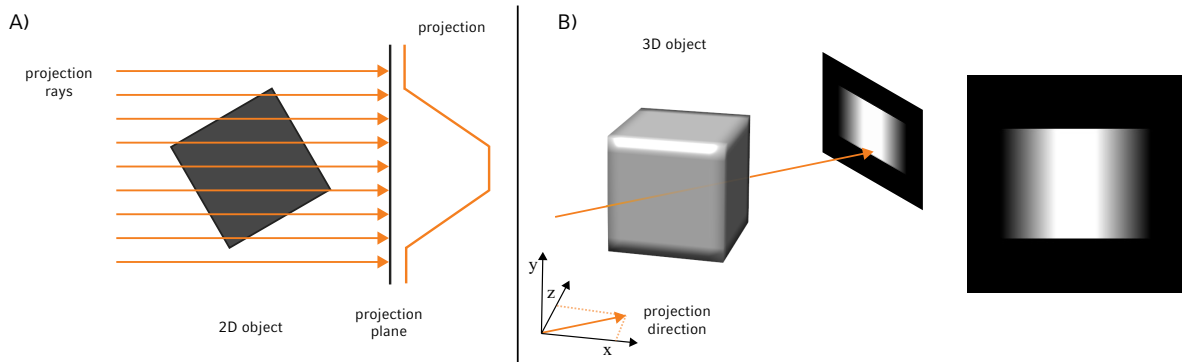 A)
projection
projection
rays
2D object
projection
plane
B)
3D object
y
z
x
projection
direction